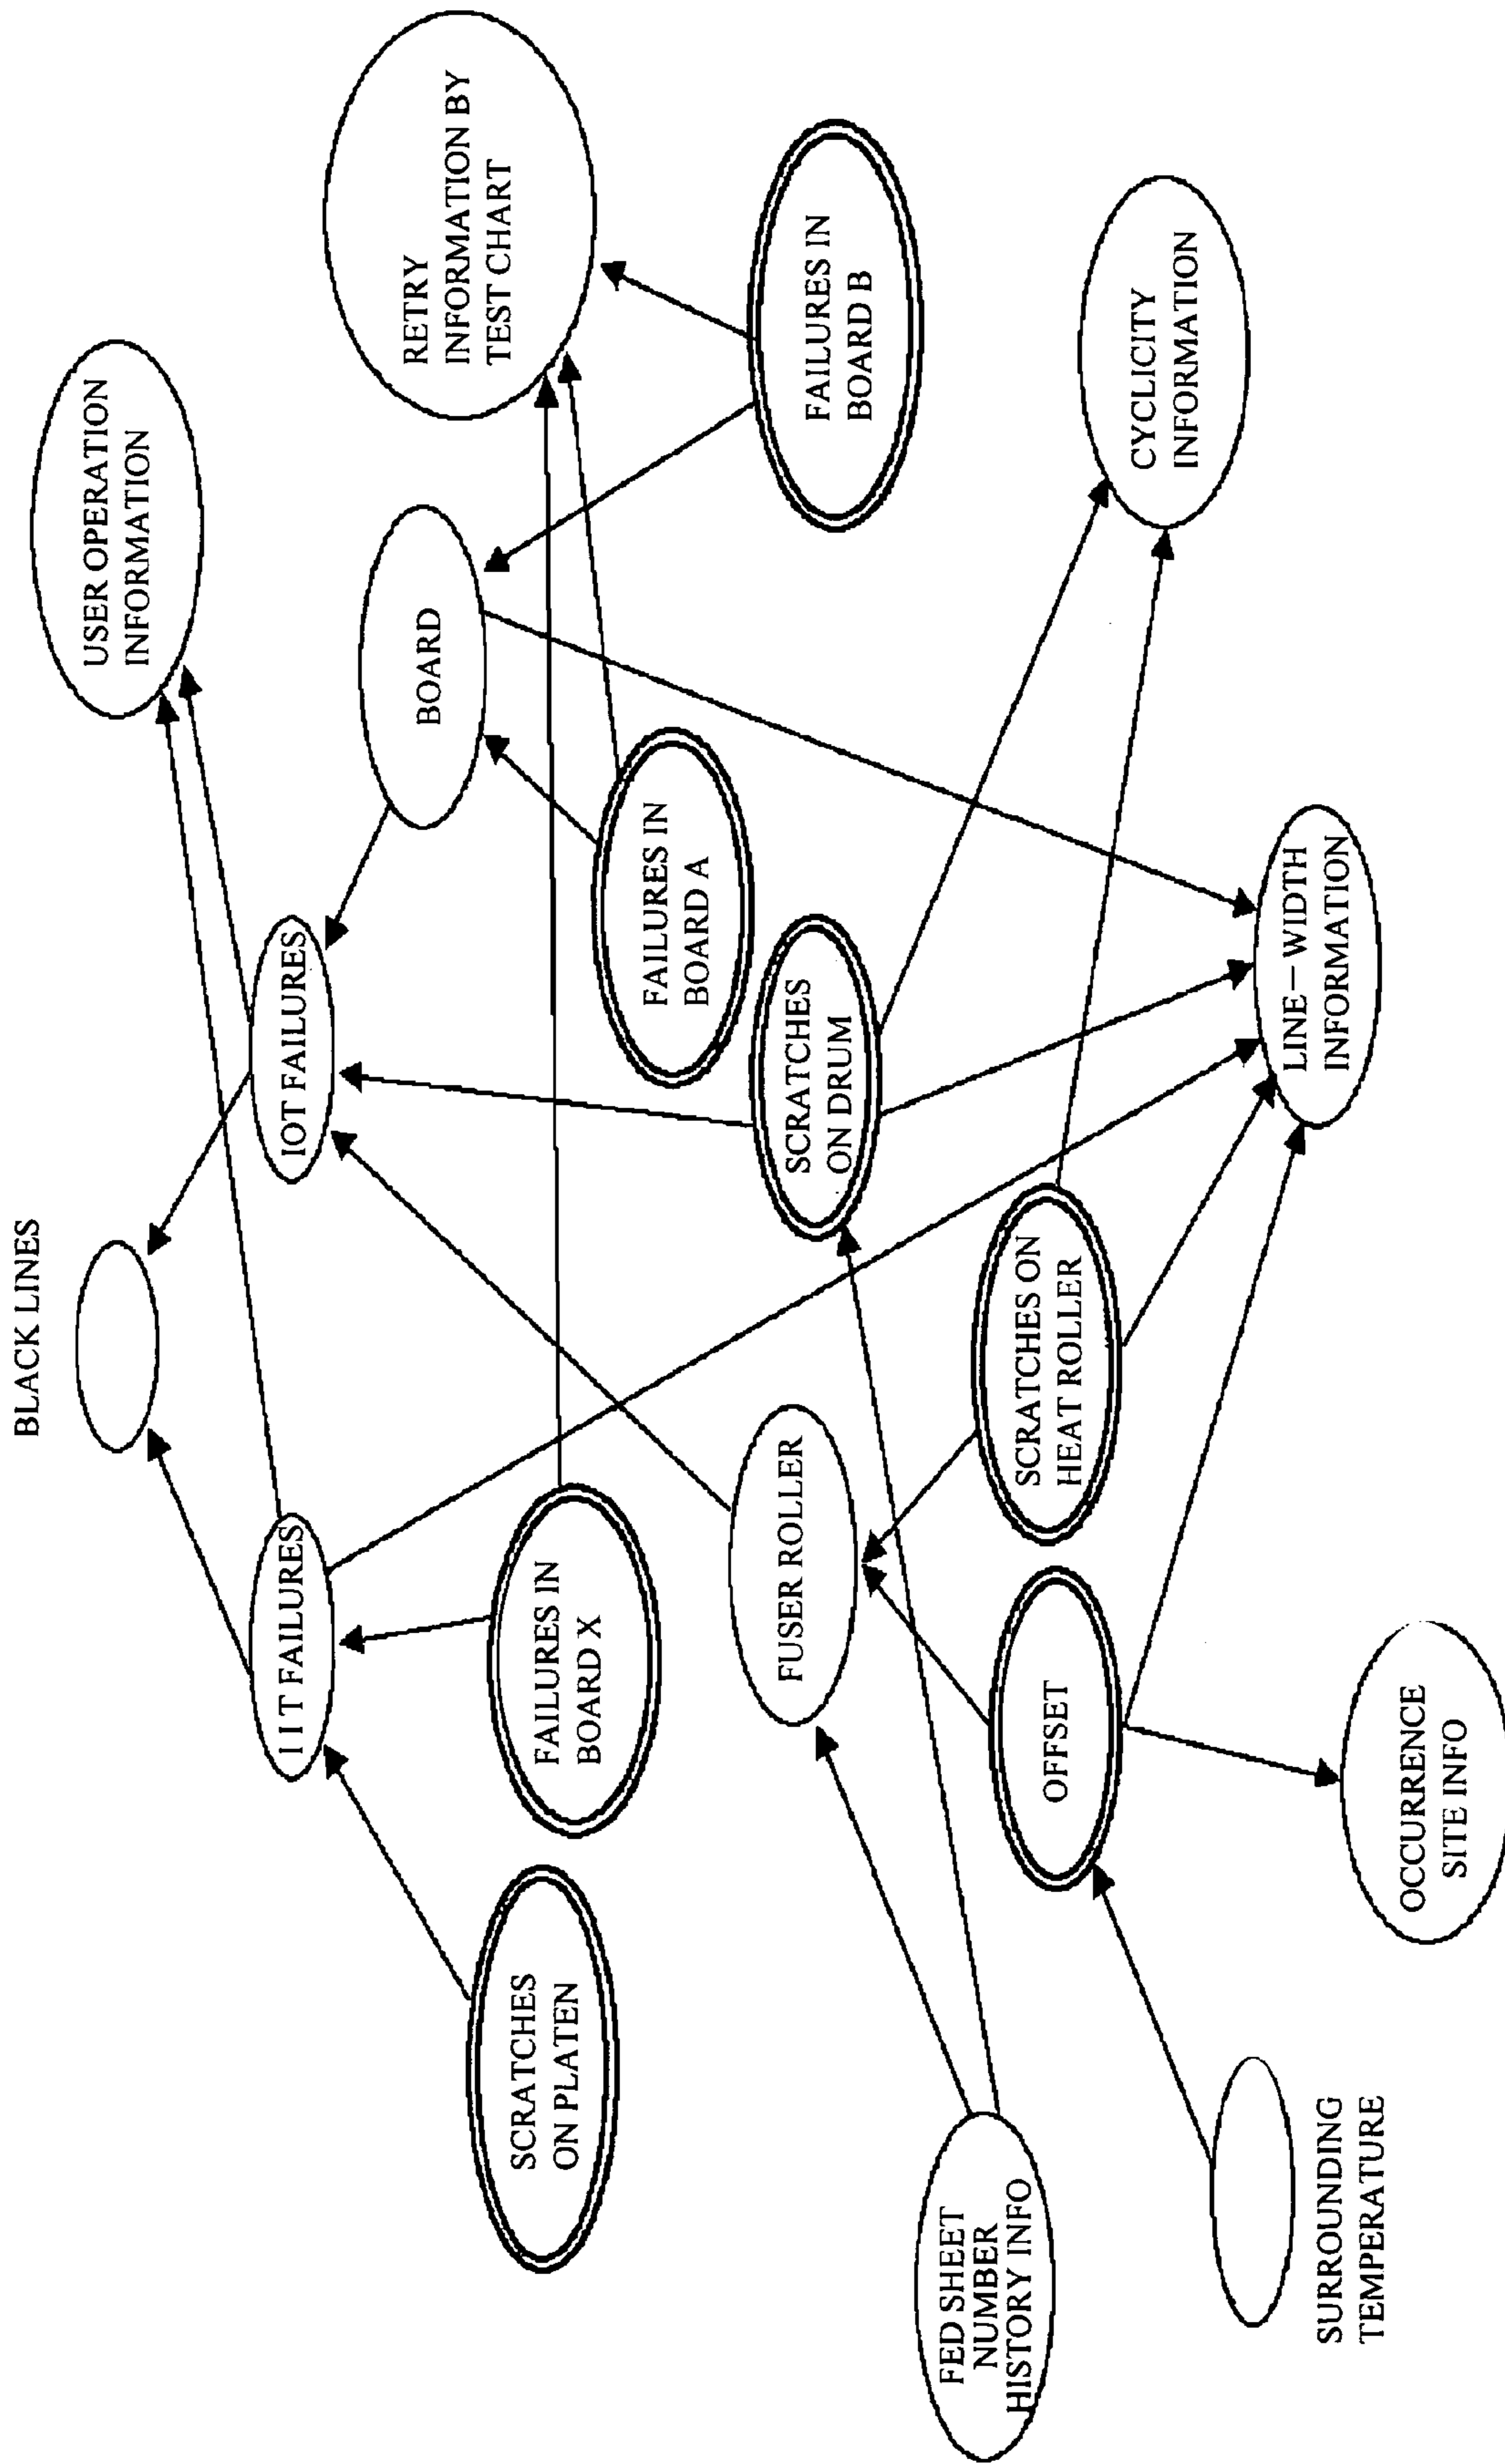 BLACK LINES
USER OPERATION
INFORMATION
I I T FAILURES
IOT FAILURES
BOARD
RETRY
INFORMATION BY
TEST CHART
SCRATCHES
ON PLATEN
FAILURES IN
BOARD X
FAILURES IN
BOARD A
FAILURES IN
BOARD B
FUSER ROLLER
SCRATCHES
ON DRUM
FED SHEET
NUMBER
HISTORY INFO
OFFSET
SCRATCHES ON
HEAT ROLLER
CYCLICITY
INFORMATION
SURROUNDING
TEMPERATURE
OCCURRENCE
SITE INFO
LINE－WIDTH
INFORMATION